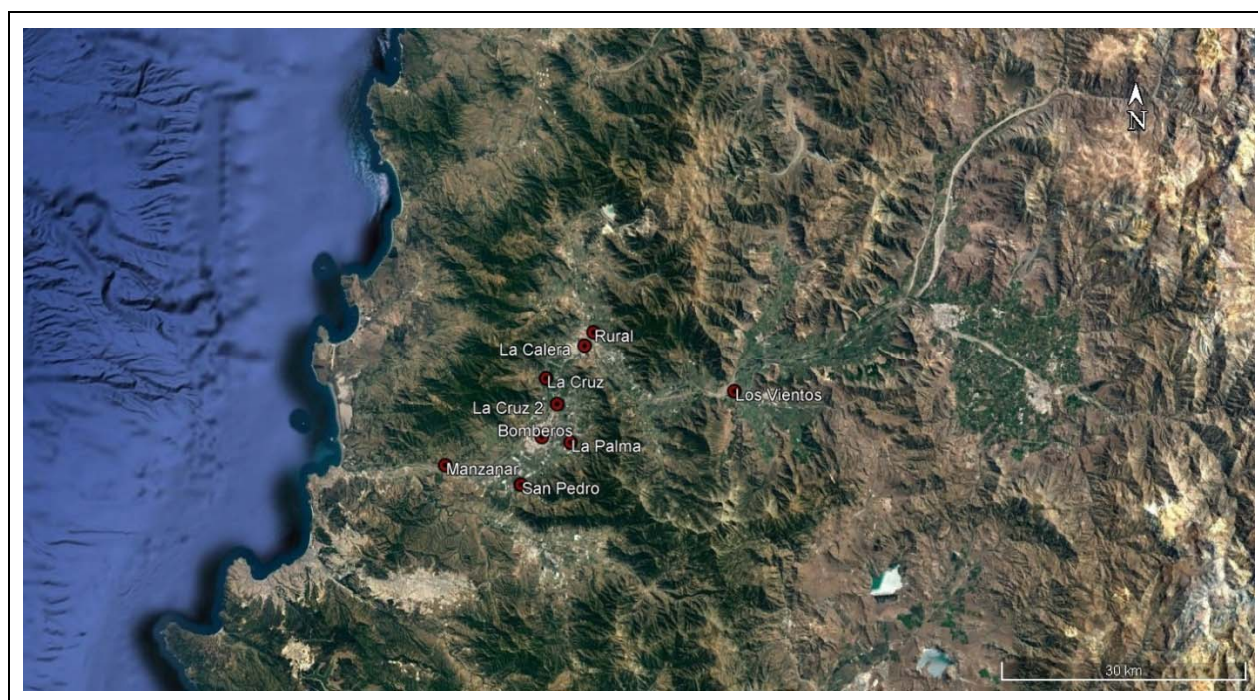 N
Rural
La Calera
La Cruz
Los Vientos
La Cruz 2
Bomberos
La Palma
Manzanar
San Pedro
30 km